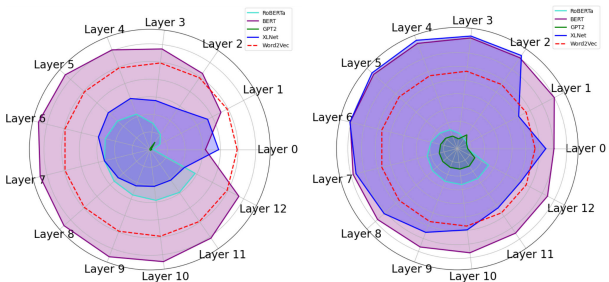 RoBERTa
BERT
GPT2
XLNet
Word2Vec
Layer 0
Layer 1
Layer 2
Layer 3
Layer 4
Layer 5
Layer 6
Layer 7
Layer 8
Layer 9
Layer 10
Layer 11
Layer 12
RoBERTa
BERT
GPT2
XLNet
Word2Vec
Layer 0
Layer 1
Layer 2
Layer 3
Layer 4
Layer 5
Layer 6
Layer 7
Layer 8
Layer 9
Layer 10
Layer 11
Layer 12